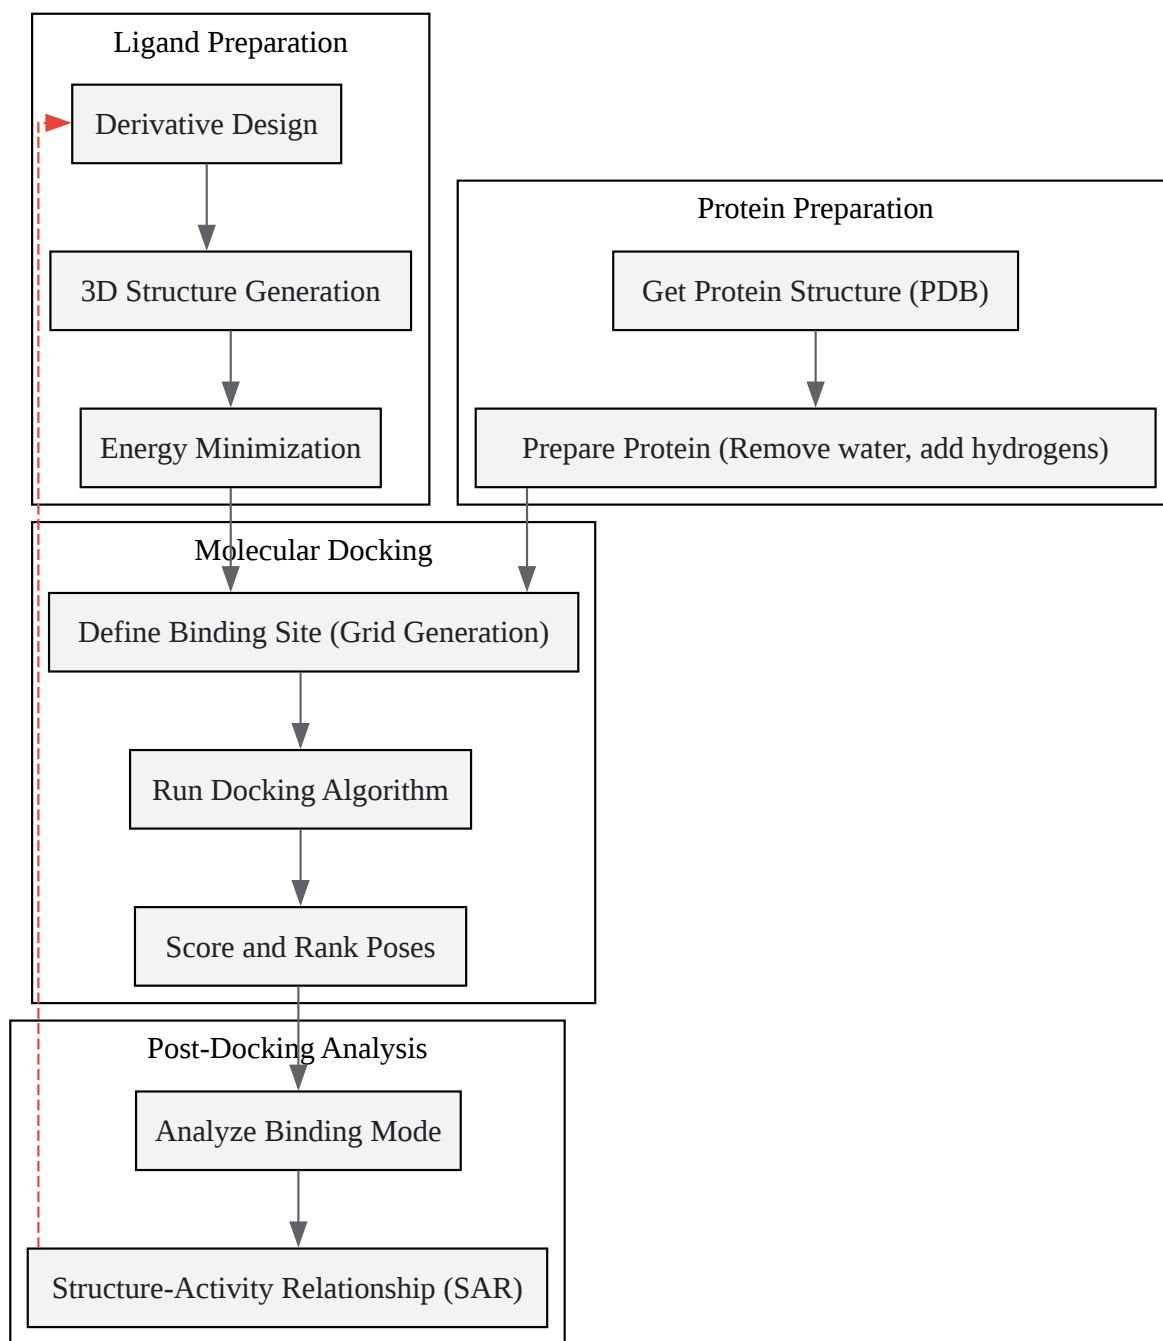 Ligand Preparation
Derivative Design
3D Structure Generation
Energy Minimization
Protein Preparation
Get Protein Structure (PDB)
Prepare Protein (Remove water, add hydrogens)
Molecular Docking
Define Binding Site (Grid Generation)
Run Docking Algorithm
Score and Rank Poses
Post-Docking Analysis
Analyze Binding Mode
Structure-Activity Relationship (SAR)